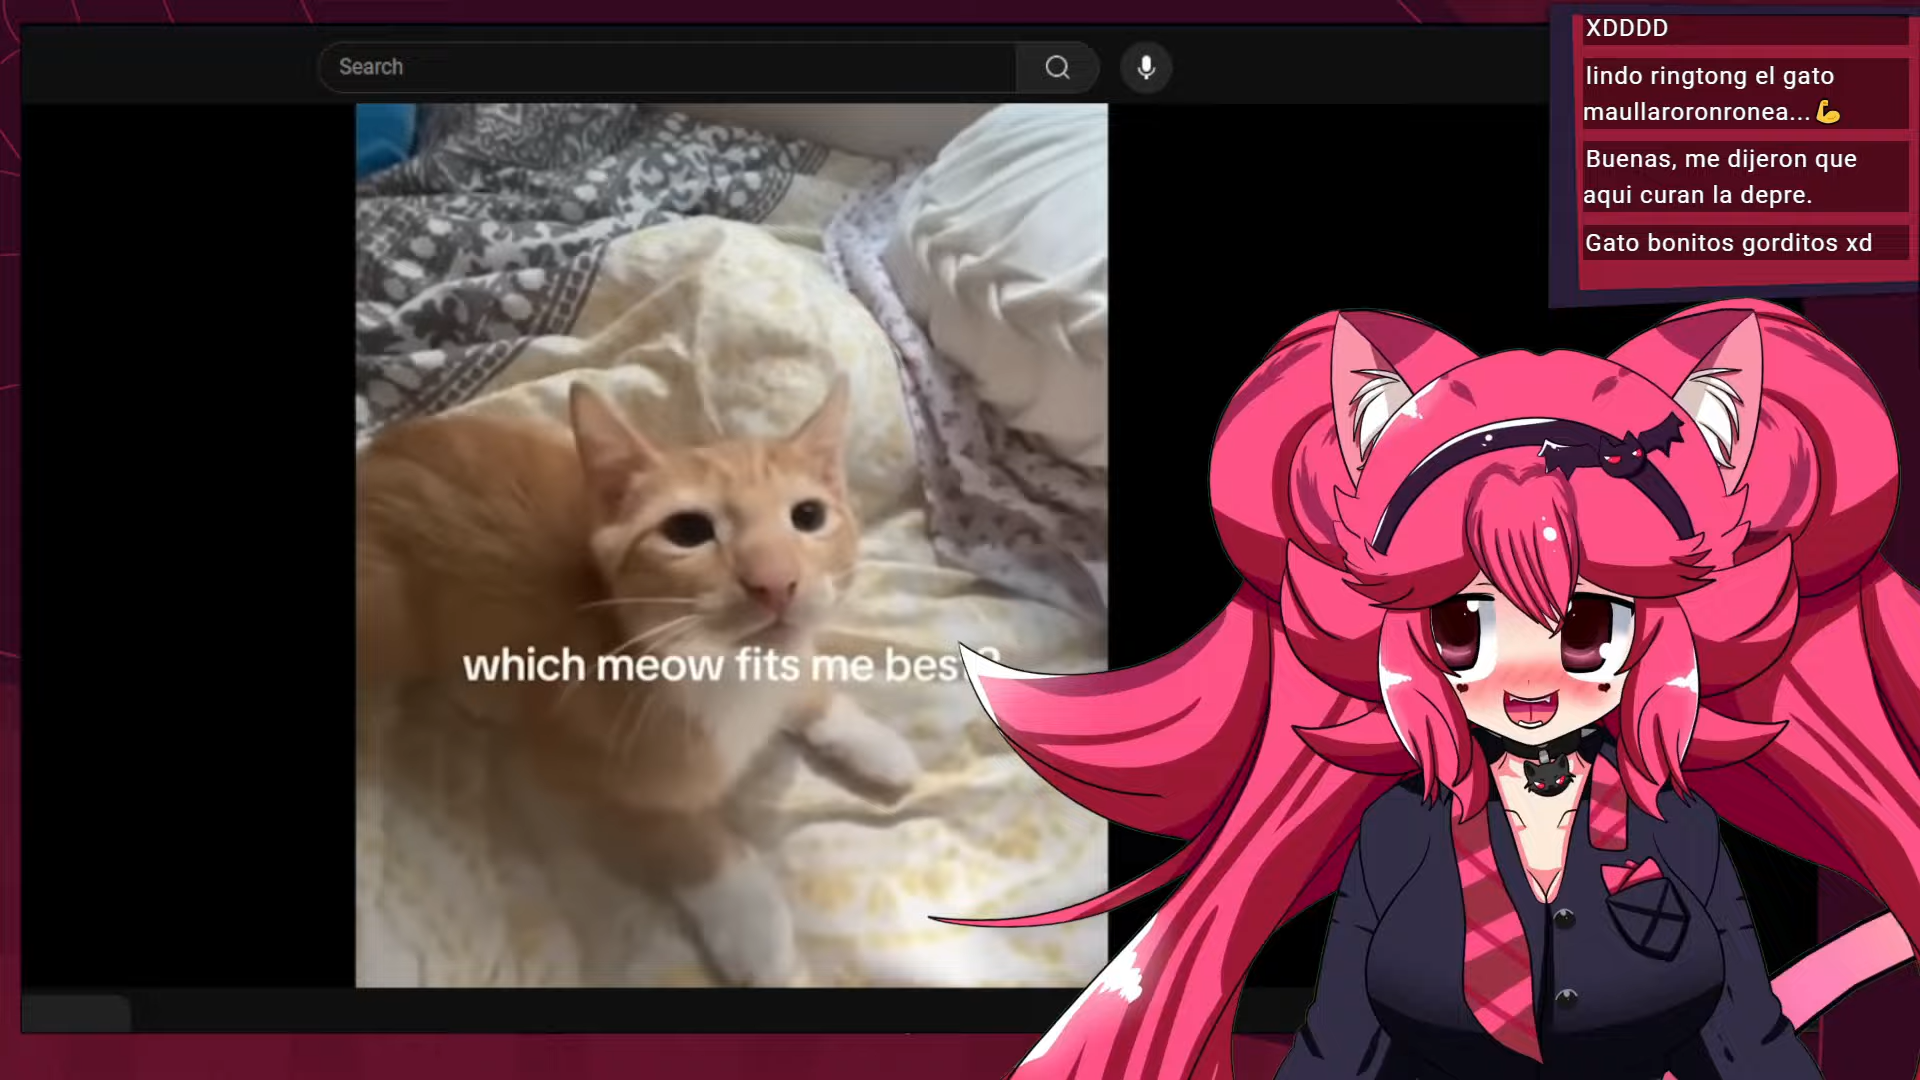 Search
XDDDD
lindo ringtong el gato
maullaroronronea...💪
Buenas, me dijeron que
aqui curan la depre.
Gato bonitos gorditos xd
which meow fits me best?